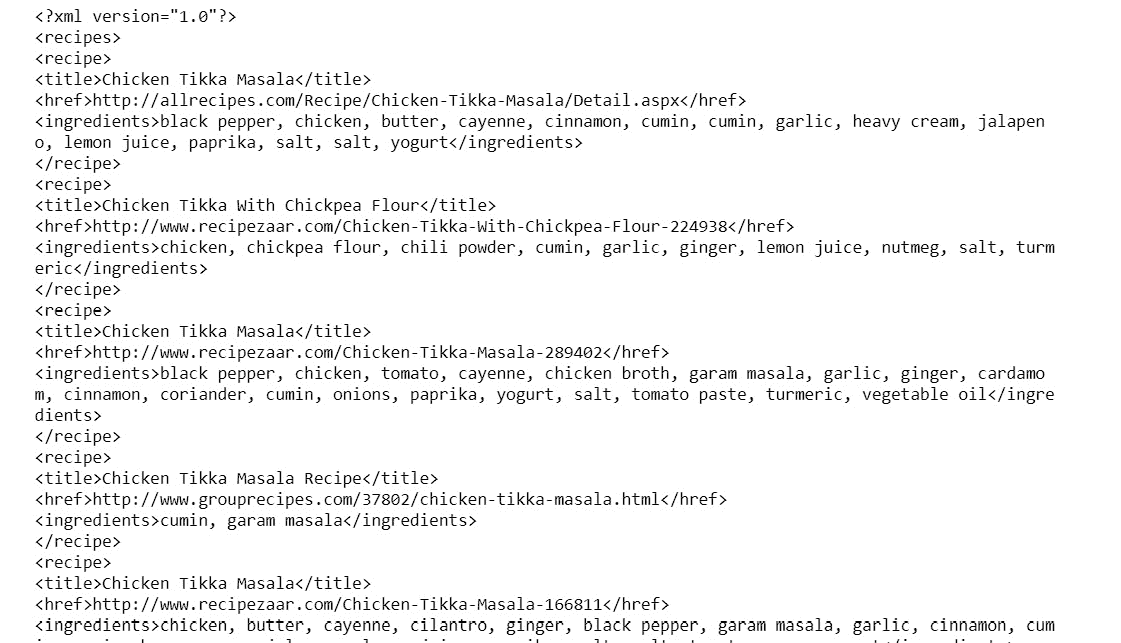 <?xml version="1.0"?>
<recipes>
<recipe>
<title>Chicken Tikka Masala</title>
<href>http://allrecipes.com/Recipe/Chicken-Tikka-Masala/Detail.aspx</href>
<ingredients>black pepper, chicken, butter, cayenne, cinnamon, cumin, cumin, garlic, heavy cream, jalapen
o, lemon juice, paprika, salt, salt, yogurt</ingredients>
</recipe>
<recipe>
<title>Chicken Tikka With Chickpea Flour</title>
<href>http://www.recipezaar.com/Chicken-Tikka-With-Chickpea-Flour-224938</href>
<ingredients>chicken, chickpea flour, chili powder, cumin, garlic, ginger, lemon juice, nutmeg, salt, turm
eric</ingredients>
</recipe>
<recipe>
<title>Chicken Tikka Masala</title>
<href>http://www.recipezaar.com/Chicken-Tikka-Masala-289402</href>
<ingredients>black pepper, chicken, tomato, cayenne, chicken broth, garam masala, garlic, ginger, cardamo
m, cinnamon, coriander, cumin, onions, paprika, yogurt, salt, tomato paste, turmeric, vegetable oil</ingre
dients>
</recipe>
<recipe>
<title>Chicken Tikka Masala Recipe</title>
<href>http://www.grouprecipes.com/37802/chicken-tikka-masala.html</href>
<ingredients>cumin, garam masala</ingredients>
</recipe>
<recipe>
<title>Chicken Tikka Masala</title>
<href>http://www.recipezaar.com/Chicken-Tikka-Masala-166811</href>
<ingredients>chicken, butter, cayenne, cilantro, ginger, black pepper, garam masala, garlic, cinnamon, cum